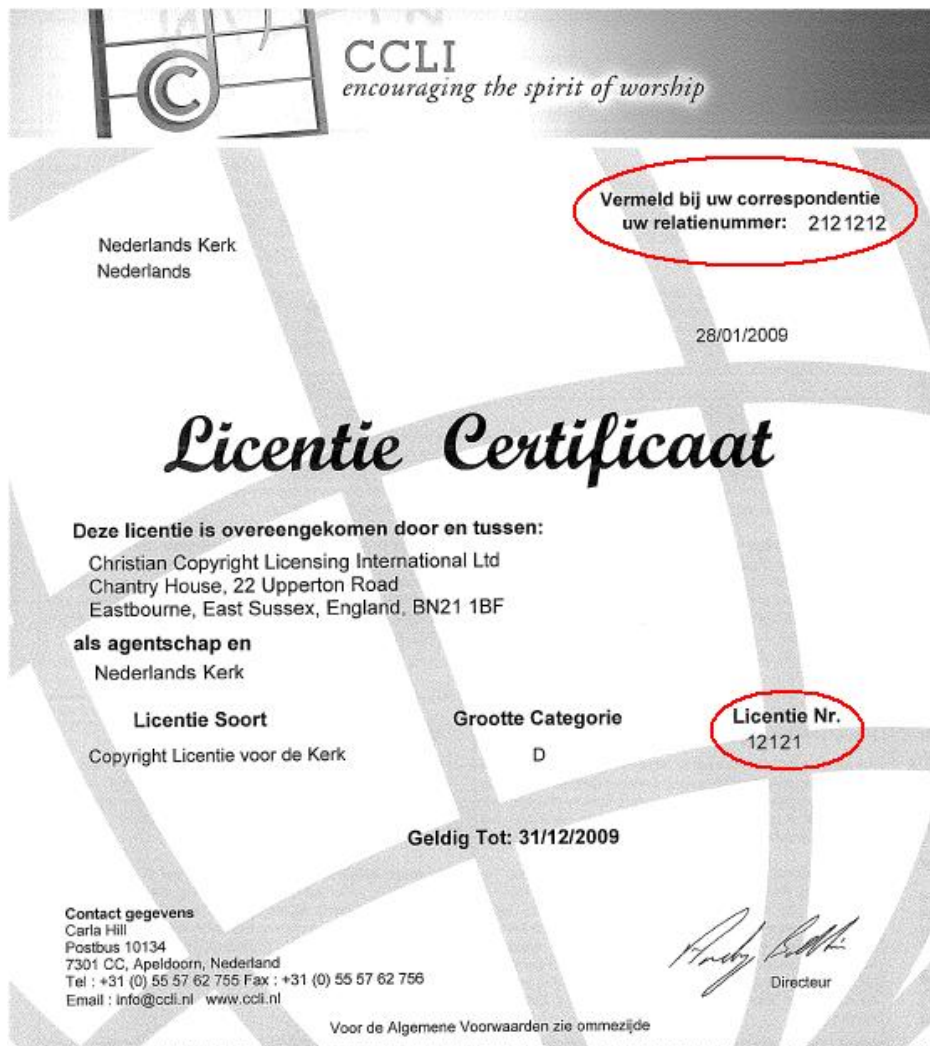 CCLI
encouraging the spirit of worship
Vermeld bij uw correspondentie
uw relatienummer: 2121212
Nederlands Kerk
Nederlands
28/01/2009
Licentie Certificaat
Deze licentie is overeengekomen door en tussen:
Christian Copyright Licensing International Ltd
Chantry House, 22 Upperton Road
Eastbourne, East Sussex, England, BN21 1BF
als agentschap en
Nederlands Kerk
Licentie Soort Grootte Categorie Licentie Nr.
Copyright Licentie voor de Kerk D 12121
Geldig Tot: 31/12/2009
Contact gegevens
Carla Hill
Postbus 10134
7301 CC, Apeldoorn, Nederland
Tel : +31 (0) 55 57 62 755 Fax : +31 (0) 55 57 62 756
Email : info@ccli.nl www.ccli.nl
Directeur
Voor de Algemene Voorwaarden zie ommezijde